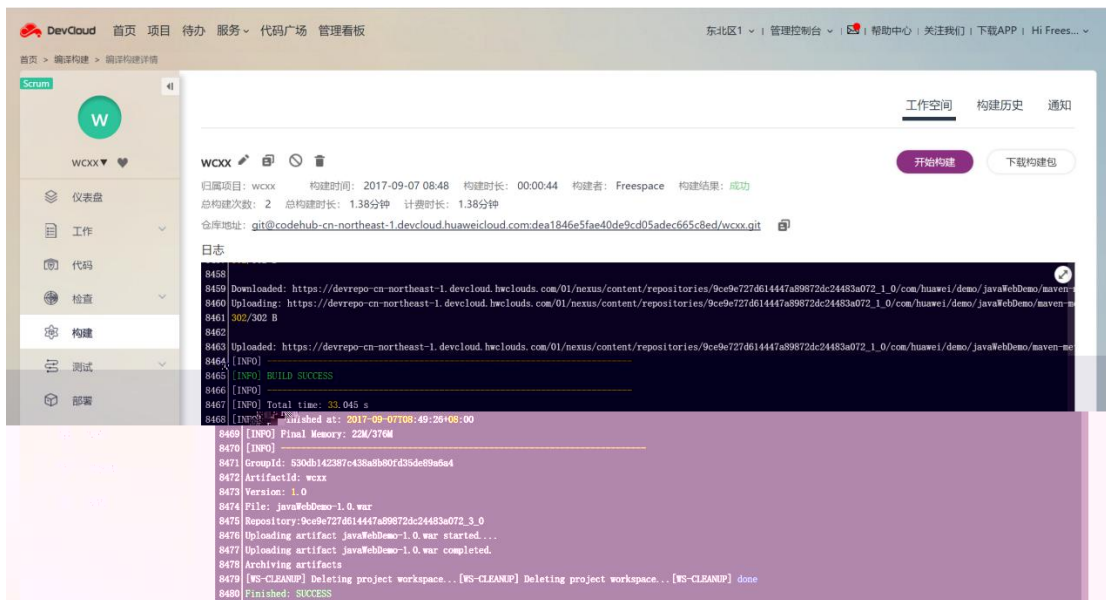 DevCloud 首页 项目 待办 服务 代码广场 管理看板 东北区1 | 管理控制台 | 帮助中心 | 关注我们 | 下载APP | Hi Frees...
首页 > 编译构建 > 编译构建详情
Scrum
W
wcxx
仪表盘
工作
代码
检查
构建
测试
部署
工作空间 构建历史 通知
wcxx 开始构建 下载构建包
归属项目: wcxx 构建时间: 2017-09-07 08:48 构建时长: 00:00:44 构建者: Freespace 构建结果: 成功
总构建次数: 2 总构建时长: 1.38分钟 计费时长: 1.38分钟
仓库地址: git@codehub-cn-northeast-1.devcloud.huaweicloud.com:dea1846e5fae40de9cd05adec665c8ed/wcxx.git
日志
8458
8459 Downloaded: https://devrepo-cn-northeast-1.devcloud.hwclouds.com/01/nexus/content/repositories/9ce9e727d614447a89872dc24483a072_1_0/com/huawei/demo/javaWebDemo/maven-
8460 Uploading: https://devrepo-cn-northeast-1.devcloud.hwclouds.com/01/nexus/content/repositories/9ce9e727d614447a89872dc24483a072_1_0/com/huawei/demo/javaWebDemo/maven-
8461 302/302 B
8462
8463 Uploaded: https://devrepo-cn-northeast-1.devcloud.hwclouds.com/01/nexus/content/repositories/9ce9e727d614447a89872dc24483a072_1_0/com/huawei/demo/javaWebDemo/maven-me
8464 [INFO] ------------------------------------------------------------------------
8465 [INFO] BUILD SUCCESS
8466 [INFO] ------------------------------------------------------------------------
8467 [INFO] Total time: 33.045 s
8468 at: 2017-09-07T08:49:26+08:00
8469 [INFO] Final Memory: 22M/376M
8470 [INFO] ------------------------------------------------------------------------
8471 GroupId: 530db142387c438a9b80fd35de89a6a4
8472 ArtifactId: wcxx
8473 Version: 1.0
8474 File: javaWebDemo-1.0.war
8475 Repository:9ce9e727d614447a89872dc24483a072_3_0
8476 Uploading artifact javaWebDemo-1.0.war started....
8477 Uploading artifact javaWebDemo-1.0.war completed.
8478 Archiving artifacts
8479 [WS-CLEANUP] Deleting project workspace...[WS-CLEANUP] Deleting project workspace...[WS-CLEANUP] done
8480 Finished: SUCCESS